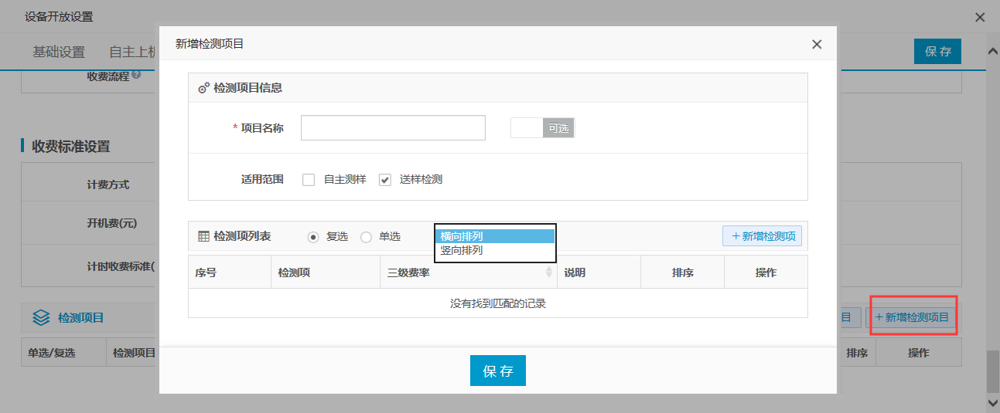 设备开放设置
基础设置 自主上机
保 存
收费流程
收费标准设置
计费方式
开机费(元)
计时收费标准(
检测项目
目 ＋新增检测项目
单选/复选 检测项目 排序 操作
新增检测项目
检测项目信息
* 项目名称 可选
适用范围 自主测样 送样检测
检测项列表 复选 单选 横向排列
竖向排列
＋新增检测项
序号 检测项 三级费率 说明 排序 操作
没有找到匹配的记录
保 存